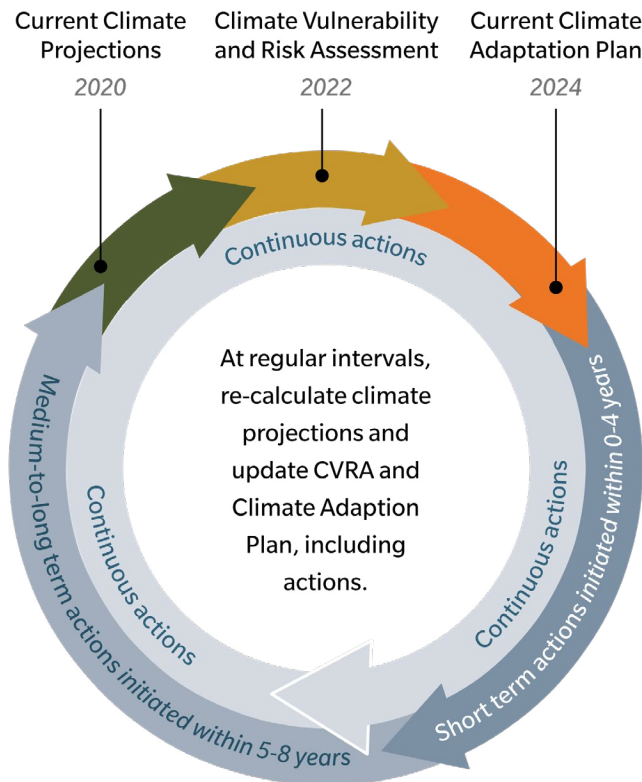 Current Climate
Projections
2020
Climate Vulnerability
and Risk Assessment
2022
Current Climate
Adaptation Plan
2024
Continuous actions
Short term actions initiated within 0-4 years
Continuous actions
Medium-to-long term actions initiated within 5-8 years
Continuous actions
At regular intervals,
re-calculate climate
projections and
update CVRA and
Climate Adaption
Plan, including
actions.